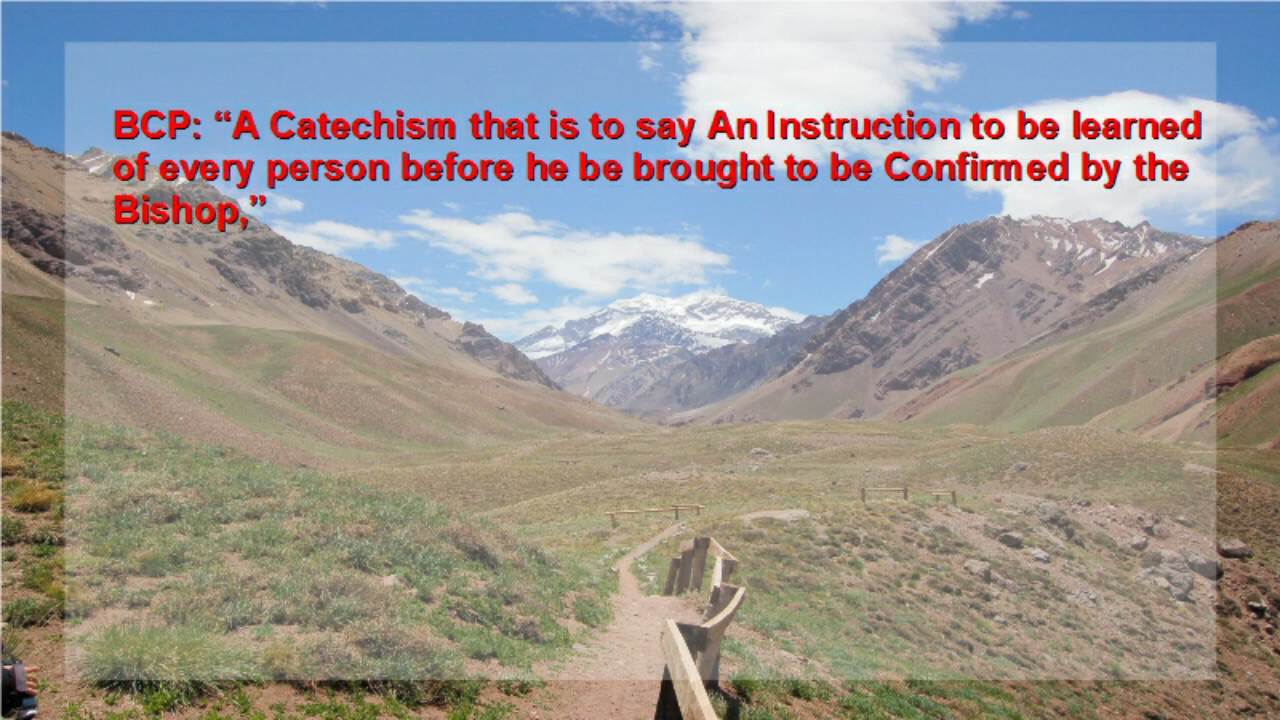 BCP: “A Catechism that is to say An Instruction to be learned
of every person before he be brought to be Confirmed by the
Bishop,”